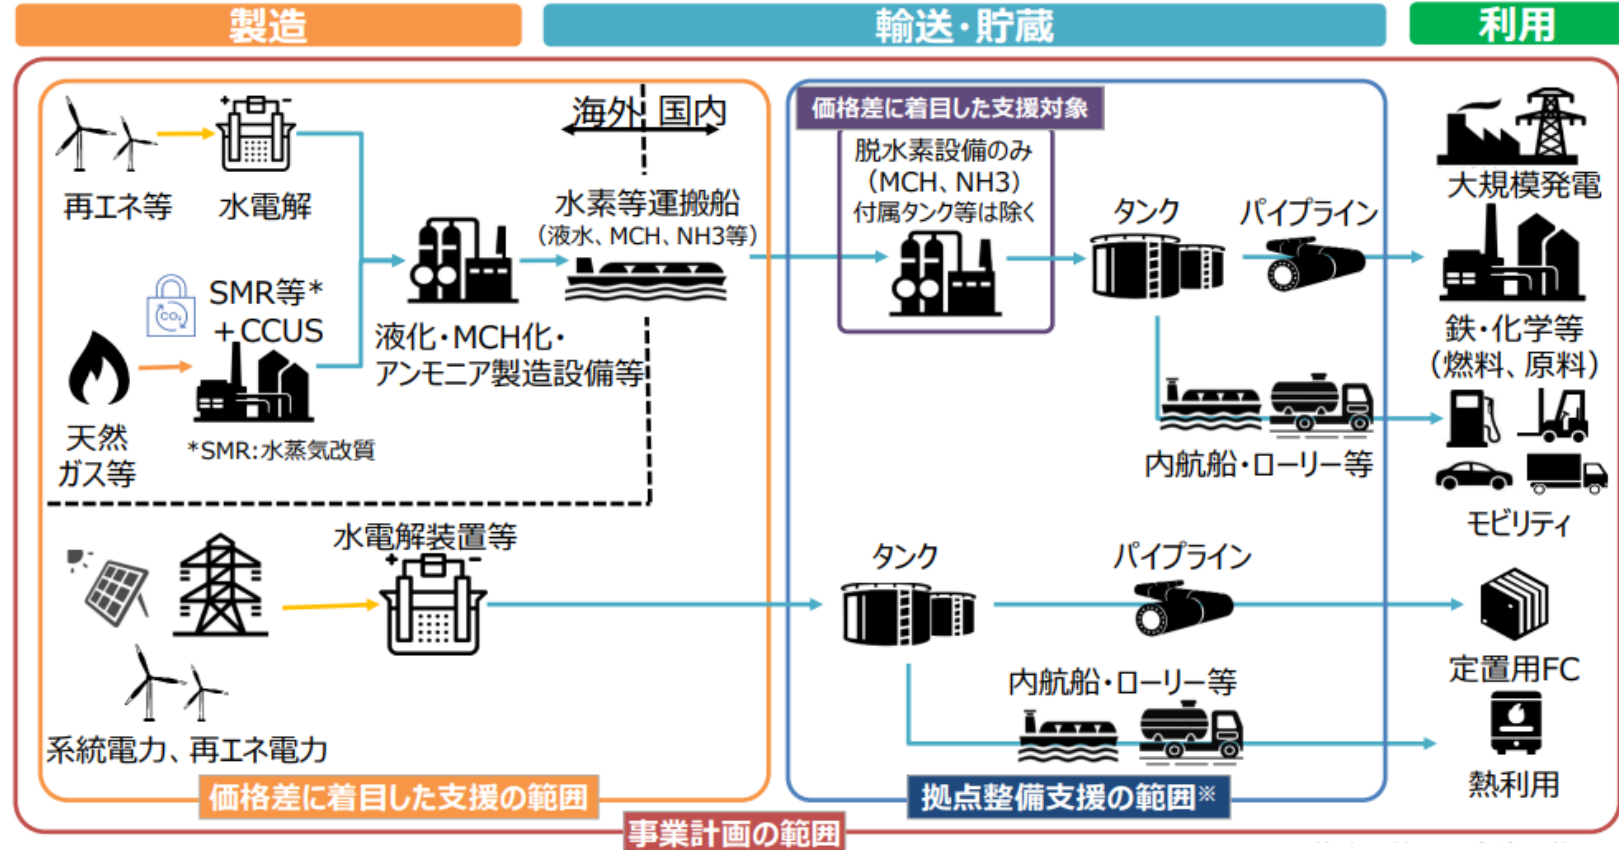 製造
輸送・貯蔵
利用
海外
国内
再エネ等
水電解
水素等運搬船
（液水、MCH、NH3等）
SMR等*
＋CCUS
CO₂
天然
ガス等
*SMR:水蒸気改質
液化・MCH化・
アンモニア製造設備等
価格差に着目した支援対象
脱水素設備のみ
（MCH、NH3）
付属タンク等は除く
タンク
パイプライン
内航船・ローリー等
大規模発電
鉄・化学等
（燃料、原料）
モビリティ
水電解装置等
系統電力、再エネ電力
タンク
パイプライン
内航船・ローリー等
定置用FC
熱利用
価格差に着目した支援の範囲
拠点整備支援の範囲※
事業計画の範囲